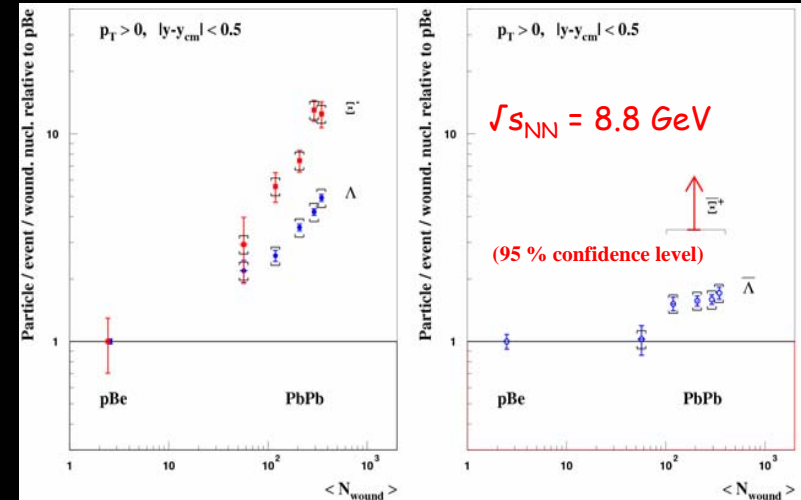 p_T > 0, |y-y_cm| < 0.5
Particle / event / wound. nucl. relative to pBe
10
1
Ξ⁻
Λ
pBe
PbPb
1
10
10²
10³
< N_wound >
p_T > 0, |y-y_cm| < 0.5
Particle / event / wound. nucl. relative to pBe
10
1
√s_NN = 8.8 GeV
Ξ̅⁺
(95 % confidence level)
Λ̅
pBe
PbPb
1
10
10²
10³
< N_wound >